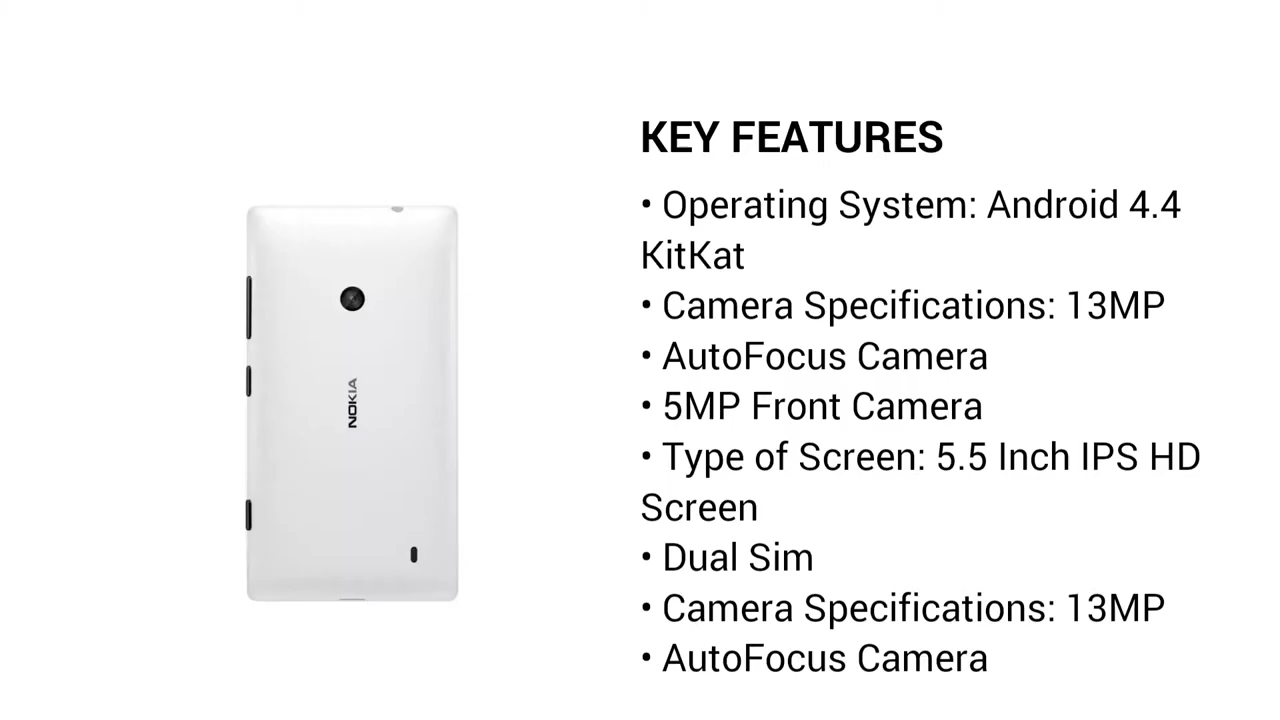 KEY FEATURES
• Operating System: Android 4.4
KitKat
• Camera Specifications: 13MP
• AutoFocus Camera
• 5MP Front Camera
• Type of Screen: 5.5 Inch IPS HD
Screen
• Dual Sim
• Camera Specifications: 13MP
• AutoFocus Camera
NOKIA